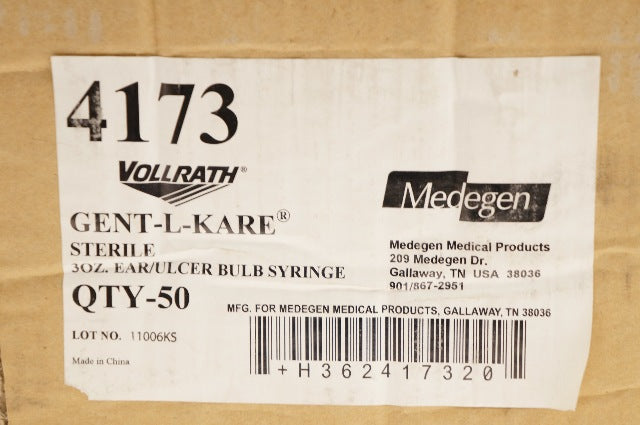 4173
VOLLRATH®
GENT-L-KARE®
STERILE
3OZ. EAR/ULCER BULB SYRINGE
QTY-50
LOT NO. 11006KS
Made in China
Medegen
Medegen Medical Products
209 Medegen Dr.
Gallaway, TN USA 38036
901/867-2951
MFG. FOR MEDEGEN MEDICAL PRODUCTS, GALLAWAY, TN 38036
+H362417320